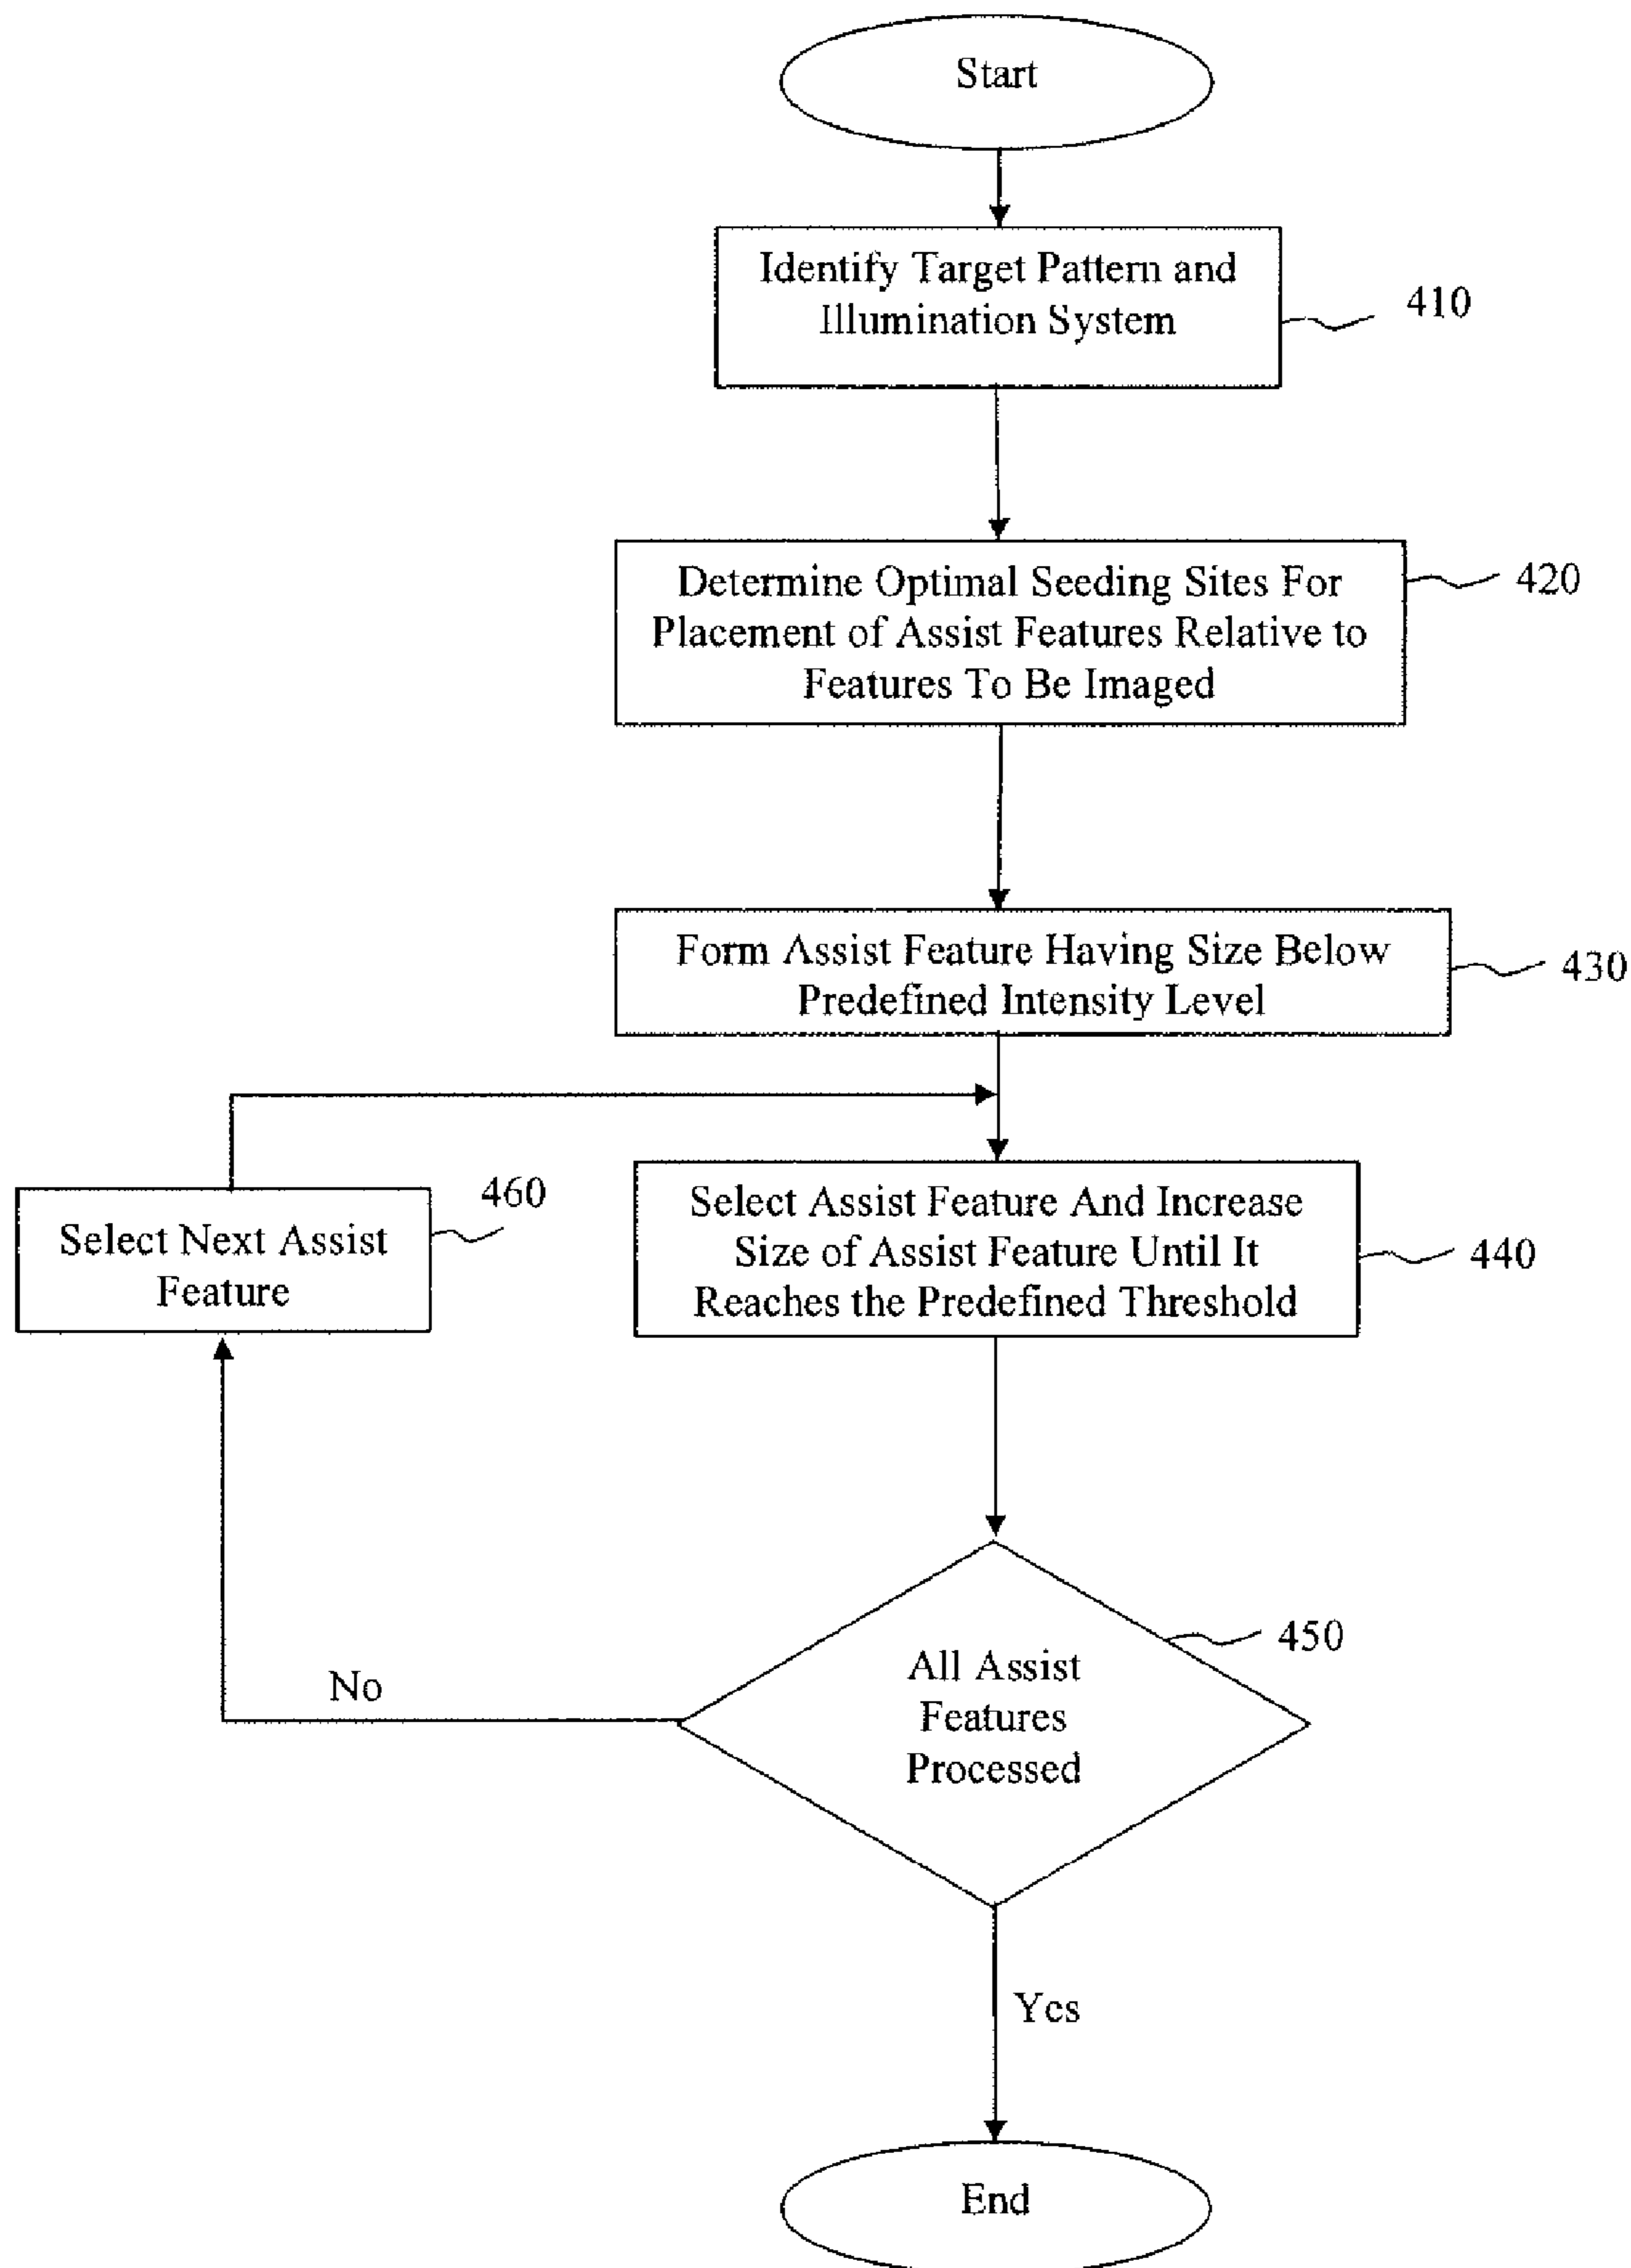 Start
Identify Target Pattern and
Illumination System
410
Determine Optimal Seeding Sites For
Placement of Assist Features Relative to
Features To Be Imaged
420
Form Assist Feature Having Size Below
Predefined Intensity Level
430
Select Next Assist
Feature
460
Select Assist Feature And Increase
Size of Assist Feature Until It
Reaches the Predefined Threshold
440
All Assist
Features
Processed
450
No
Yes
End